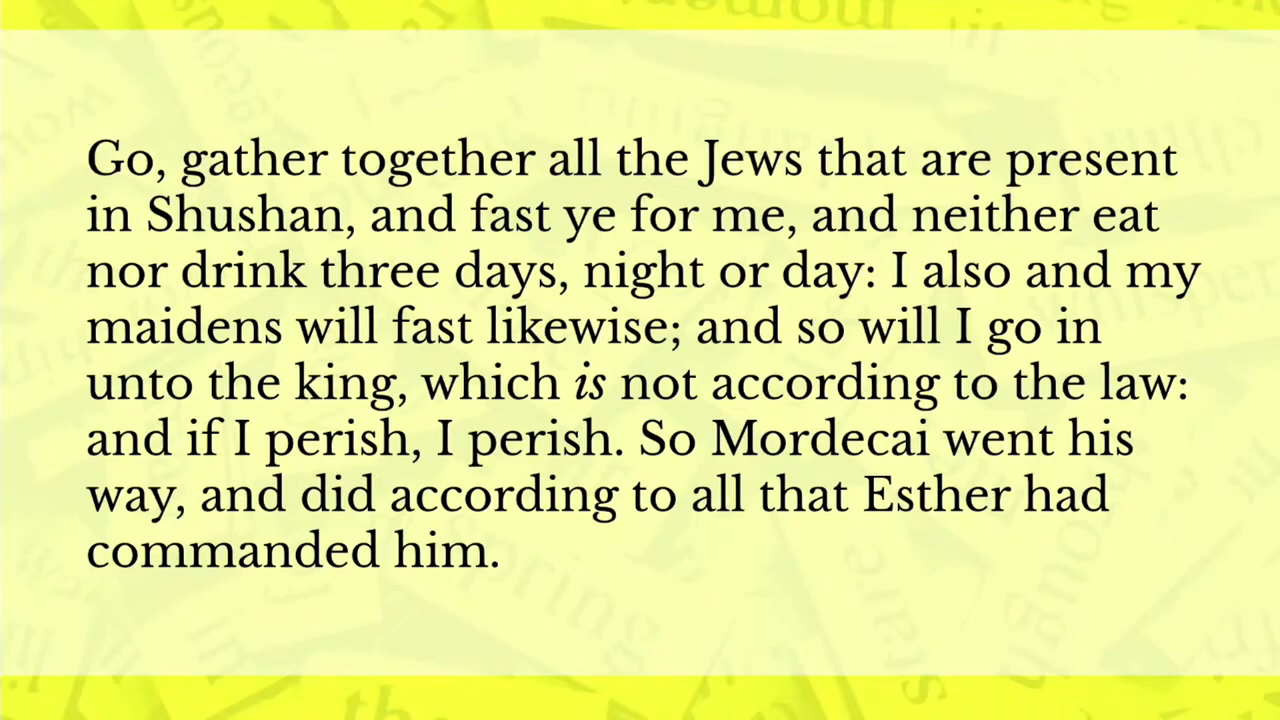 Go, gather together all the Jews that are present
in Shushan, and fast ye for me, and neither eat
nor drink three days, night or day: I also and my
maidens will fast likewise; and so will I go in
unto the king, which is not according to the law:
and if I perish, I perish. So Mordecai went his
way, and did according to all that Esther had
commanded him.